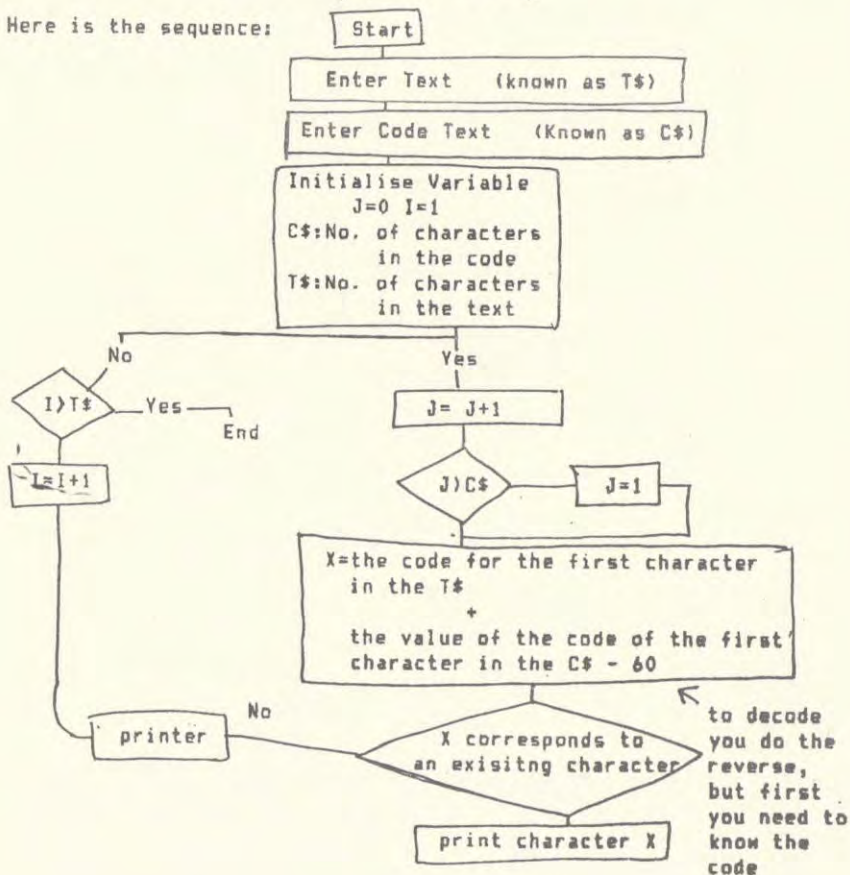 Here is the sequence:
Start
Enter Text (known as T$)
Enter Code Text (Known as C$)
Initialise Variable
J=0 I=1
C$:No. of characters
in the code
T$:No. of characters
in the text
No
Yes
I>T$
Yes
End
I=I+1
J= J+1
J>C$
J=1
X=the code for the first character
in the T$
+
the value of the code of the first
character in the C$ - 60
No
printer
X corresponds to
an exisitng character
print character X
to decode
you do the
reverse,
but first
you need to
know the
code